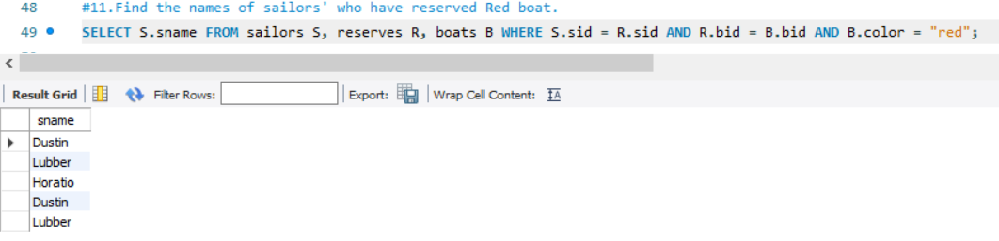 48 #11.Find the names of sailors' who have reserved Red boat.
49 SELECT S.sname FROM sailors S, reserves R, boats B WHERE S.sid = R.sid AND R.bid = B.bid AND B.color = "red";
Result Grid Filter Rows: Export: Wrap Cell Content: IA
sname
Dustin
Lubber
Horatio
Dustin
Lubber